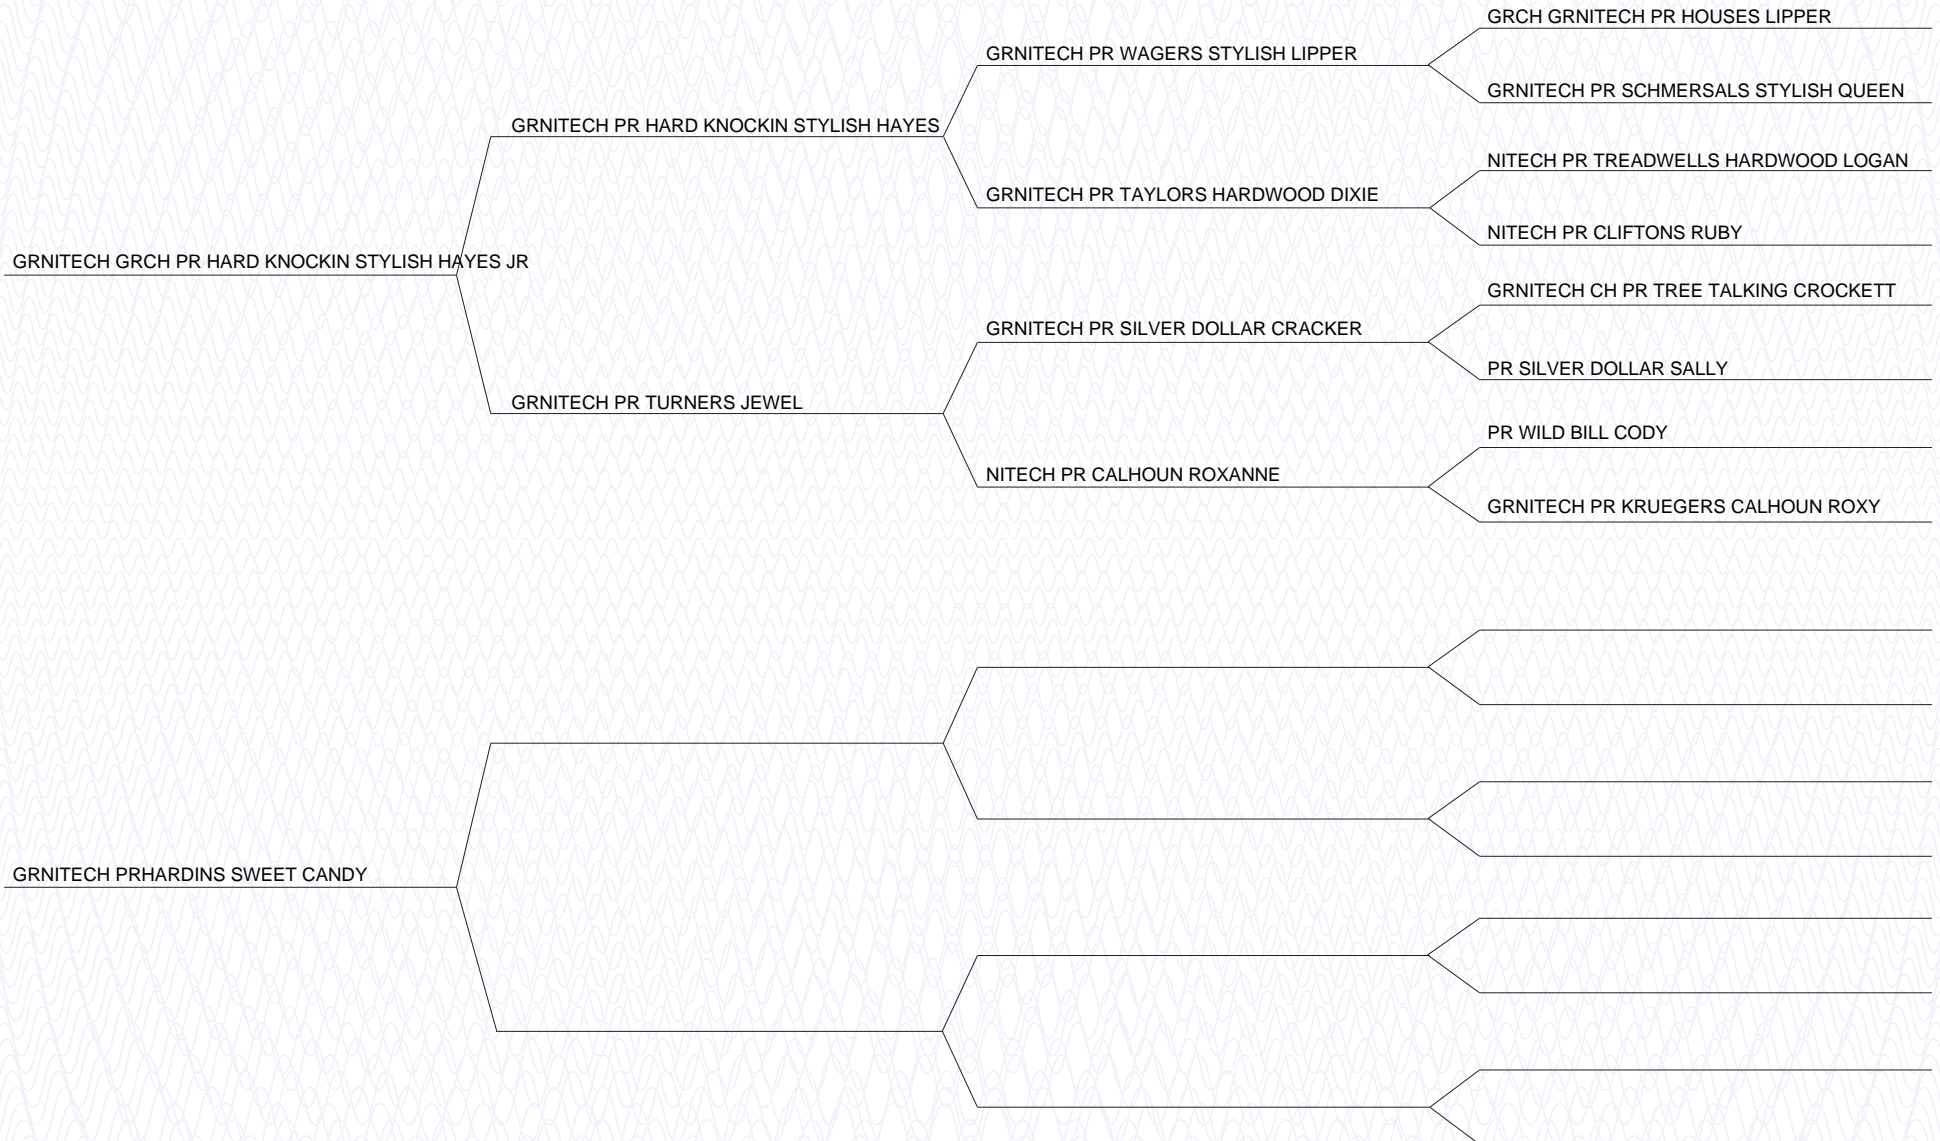 GRCH GRNITECH PR HOUSES LIPPER
GRNITECH PR WAGERS STYLISH LIPPER
GRNITECH PR SCHMERSALS STYLISH QUEEN
GRNITECH PR HARD KNOCKIN STYLISH HAYES
NITECH PR TREADWELLS HARDWOOD LOGAN
GRNITECH PR TAYLORS HARDWOOD DIXIE
NITECH PR CLIFTONS RUBY
GRNITECH GRCH PR HARD KNOCKIN STYLISH HAYES JR
GRNITECH CH PR TREE TALKING CROCKETT
GRNITECH PR SILVER DOLLAR CRACKER
PR SILVER DOLLAR SALLY
GRNITECH PR TURNERS JEWEL
PR WILD BILL CODY
NITECH PR CALHOUN ROXANNE
GRNITECH PR KRUEGERS CALHOUN ROXY
GRNITECH PRHARDINS SWEET CANDY